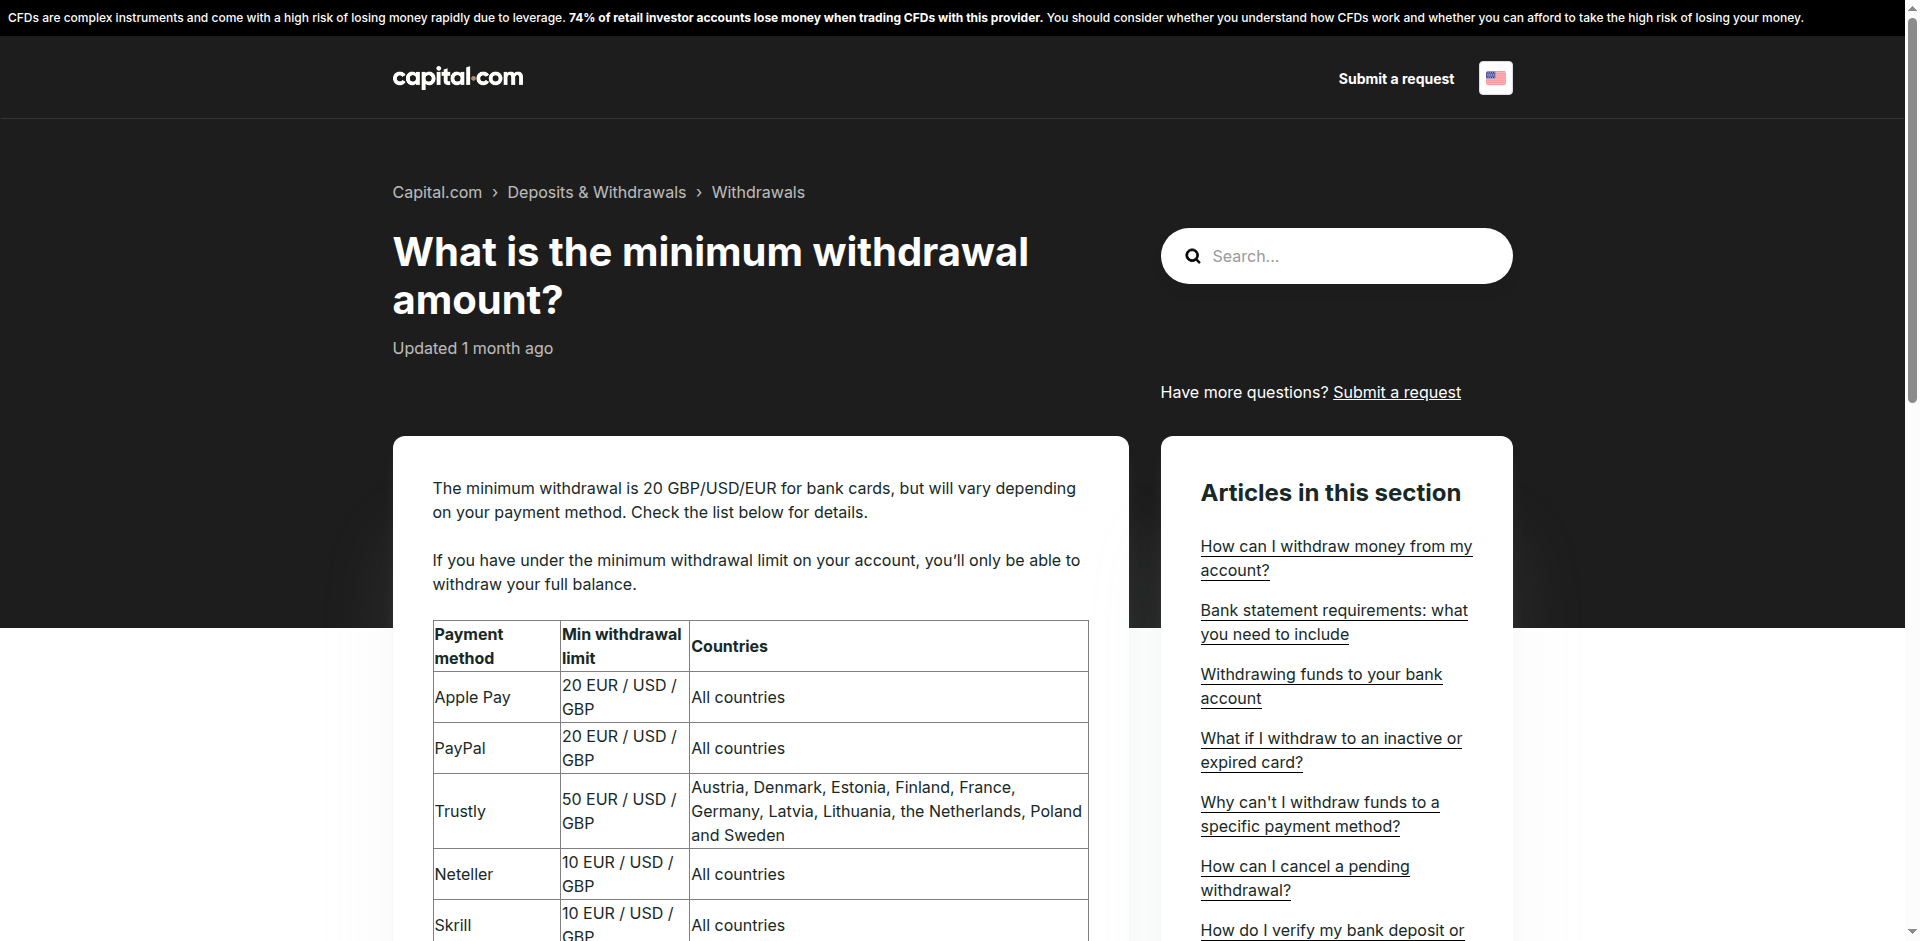 CFDs are complex instruments and come with a high risk of losing money rapidly due to leverage. 74% of retail investor accounts lose money when trading CFDs with this provider. You should consider whether you understand how CFDs work and whether you can afford to take the high risk of losing your money.
capital.com
Submit a request
Capital.com › Deposits & Withdrawals › Withdrawals
What is the minimum withdrawal
amount?
Updated 1 month ago
Search...
Have more questions? Submit a request
The minimum withdrawal is 20 GBP/USD/EUR for bank cards, but will vary depending
on your payment method. Check the list below for details.
If you have under the minimum withdrawal limit on your account, you’ll only be able to
withdraw your full balance.
Payment
method
Min withdrawal
limit
Countries
Apple Pay
20 EUR / USD /
GBP
All countries
PayPal
20 EUR / USD /
GBP
All countries
Trustly
50 EUR / USD /
GBP
Austria, Denmark, Estonia, Finland, France,
Germany, Latvia, Lithuania, the Netherlands, Poland
and Sweden
Neteller
10 EUR / USD /
GBP
All countries
Skrill
10 EUR / USD /
GBP
All countries
Articles in this section
How can I withdraw money from my
account?
Bank statement requirements: what
you need to include
Withdrawing funds to your bank
account
What if I withdraw to an inactive or
expired card?
Why can't I withdraw funds to a
specific payment method?
How can I cancel a pending
withdrawal?
How do I verify my bank deposit or